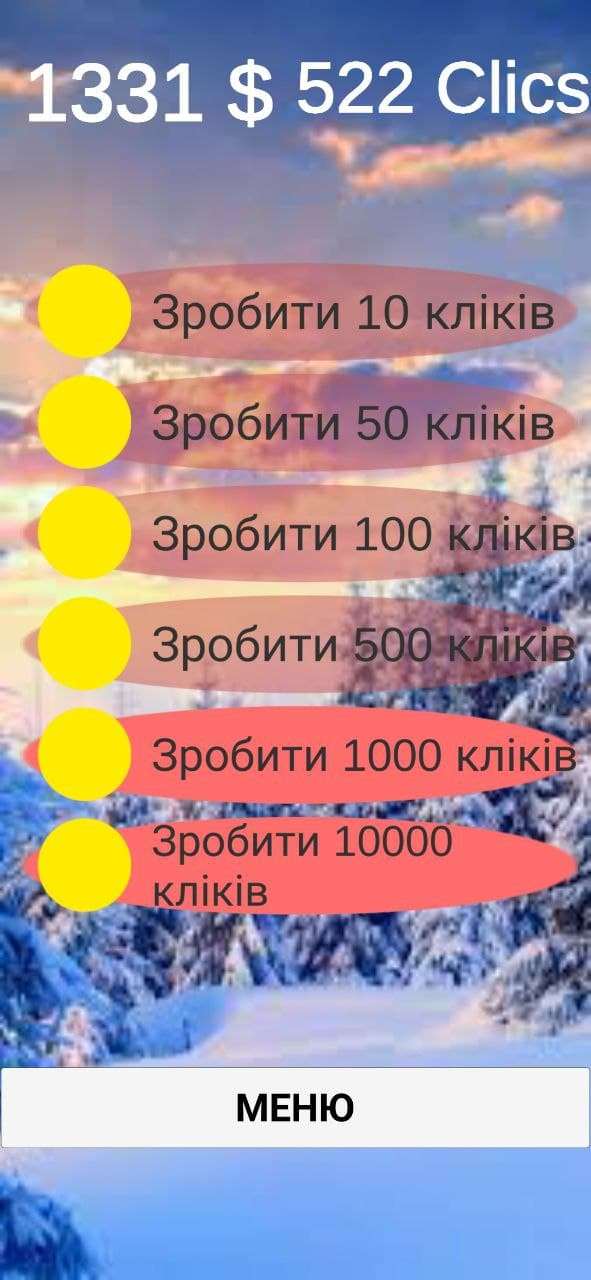 1331 $ 522 Clics
Зробити 10 кліків
Зробити 50 кліків
Зробити 100 кліків
Зробити 500 кліків
Зробити 1000 кліків
Зробити 10000
кліків
МЕНЮ